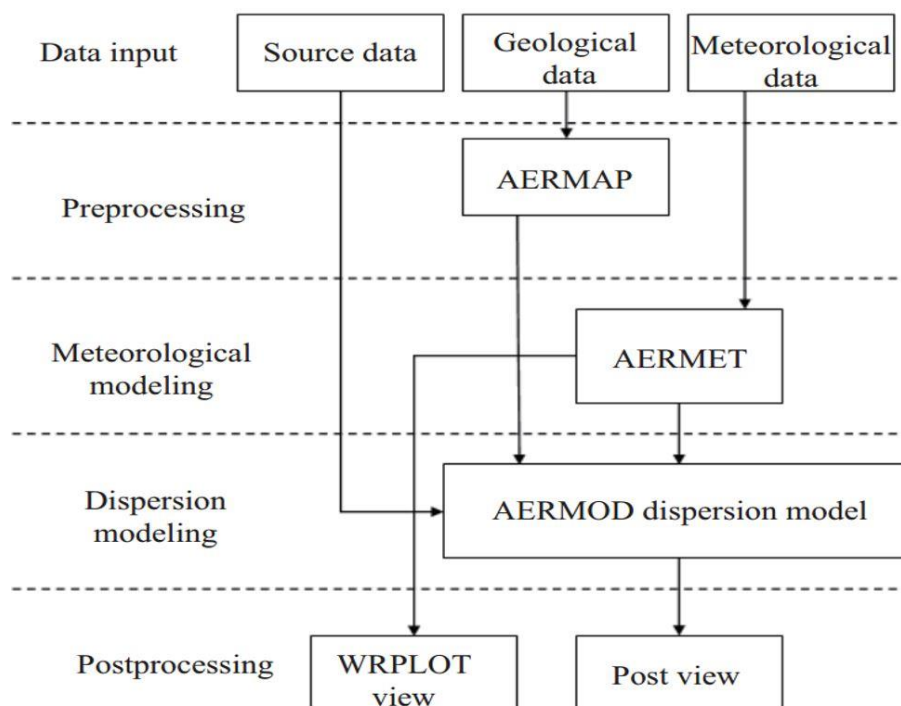 Data input
Source data
Geological
data
Meteorological
data
Preprocessing
AERMAP
Meteorological
modeling
AERMET
Dispersion
modeling
AERMOD dispersion model
Postprocessing
WRPLOT
view
Post view